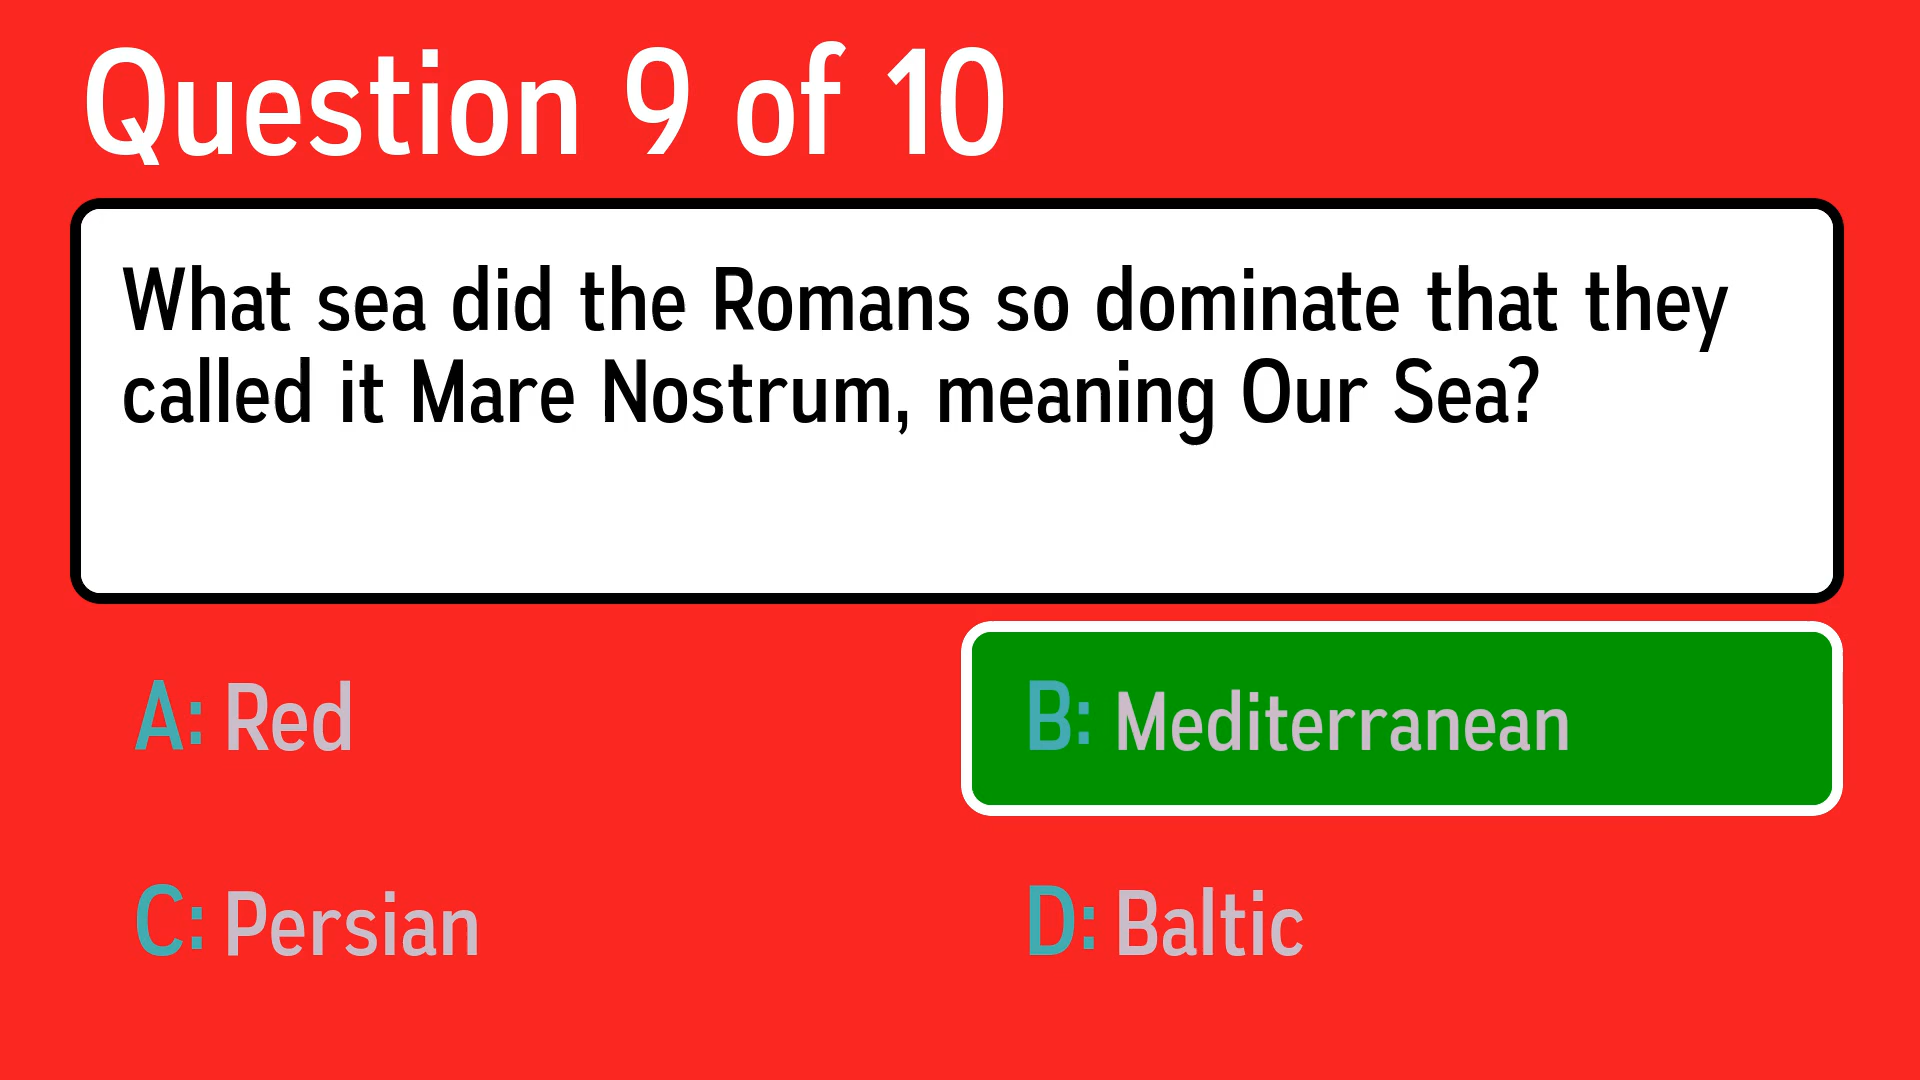 Question 9 of 10
What sea did the Romans so dominate that they
called it Mare Nostrum, meaning Our Sea?
A: Red
B: Mediterranean
C: Persian
D: Baltic